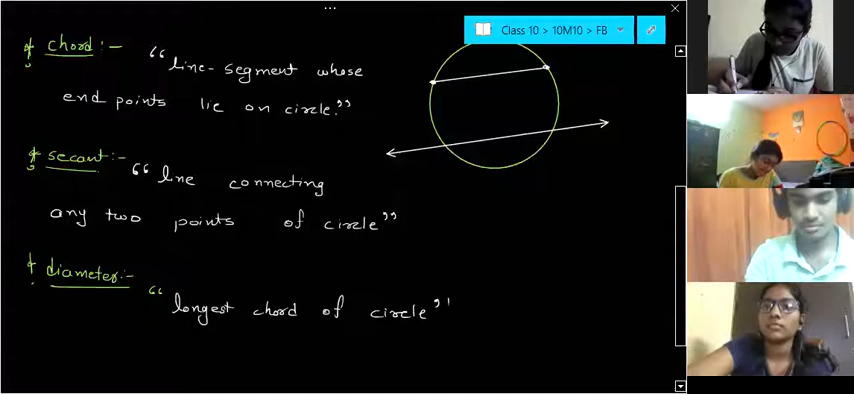 ...
Class 10 > 10M10 > FB
* chord :- "line-segment whose
end points lie on circle."
* secant :- "line connecting
any two points of circle"
* diameter :-
"longest chord of circle"